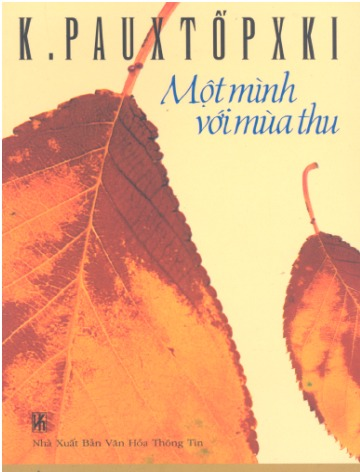 K.PAUXTỐPXKI
Một mình
với mùa thu
Nhà Xuất Bản Văn Hóa Thông Tin